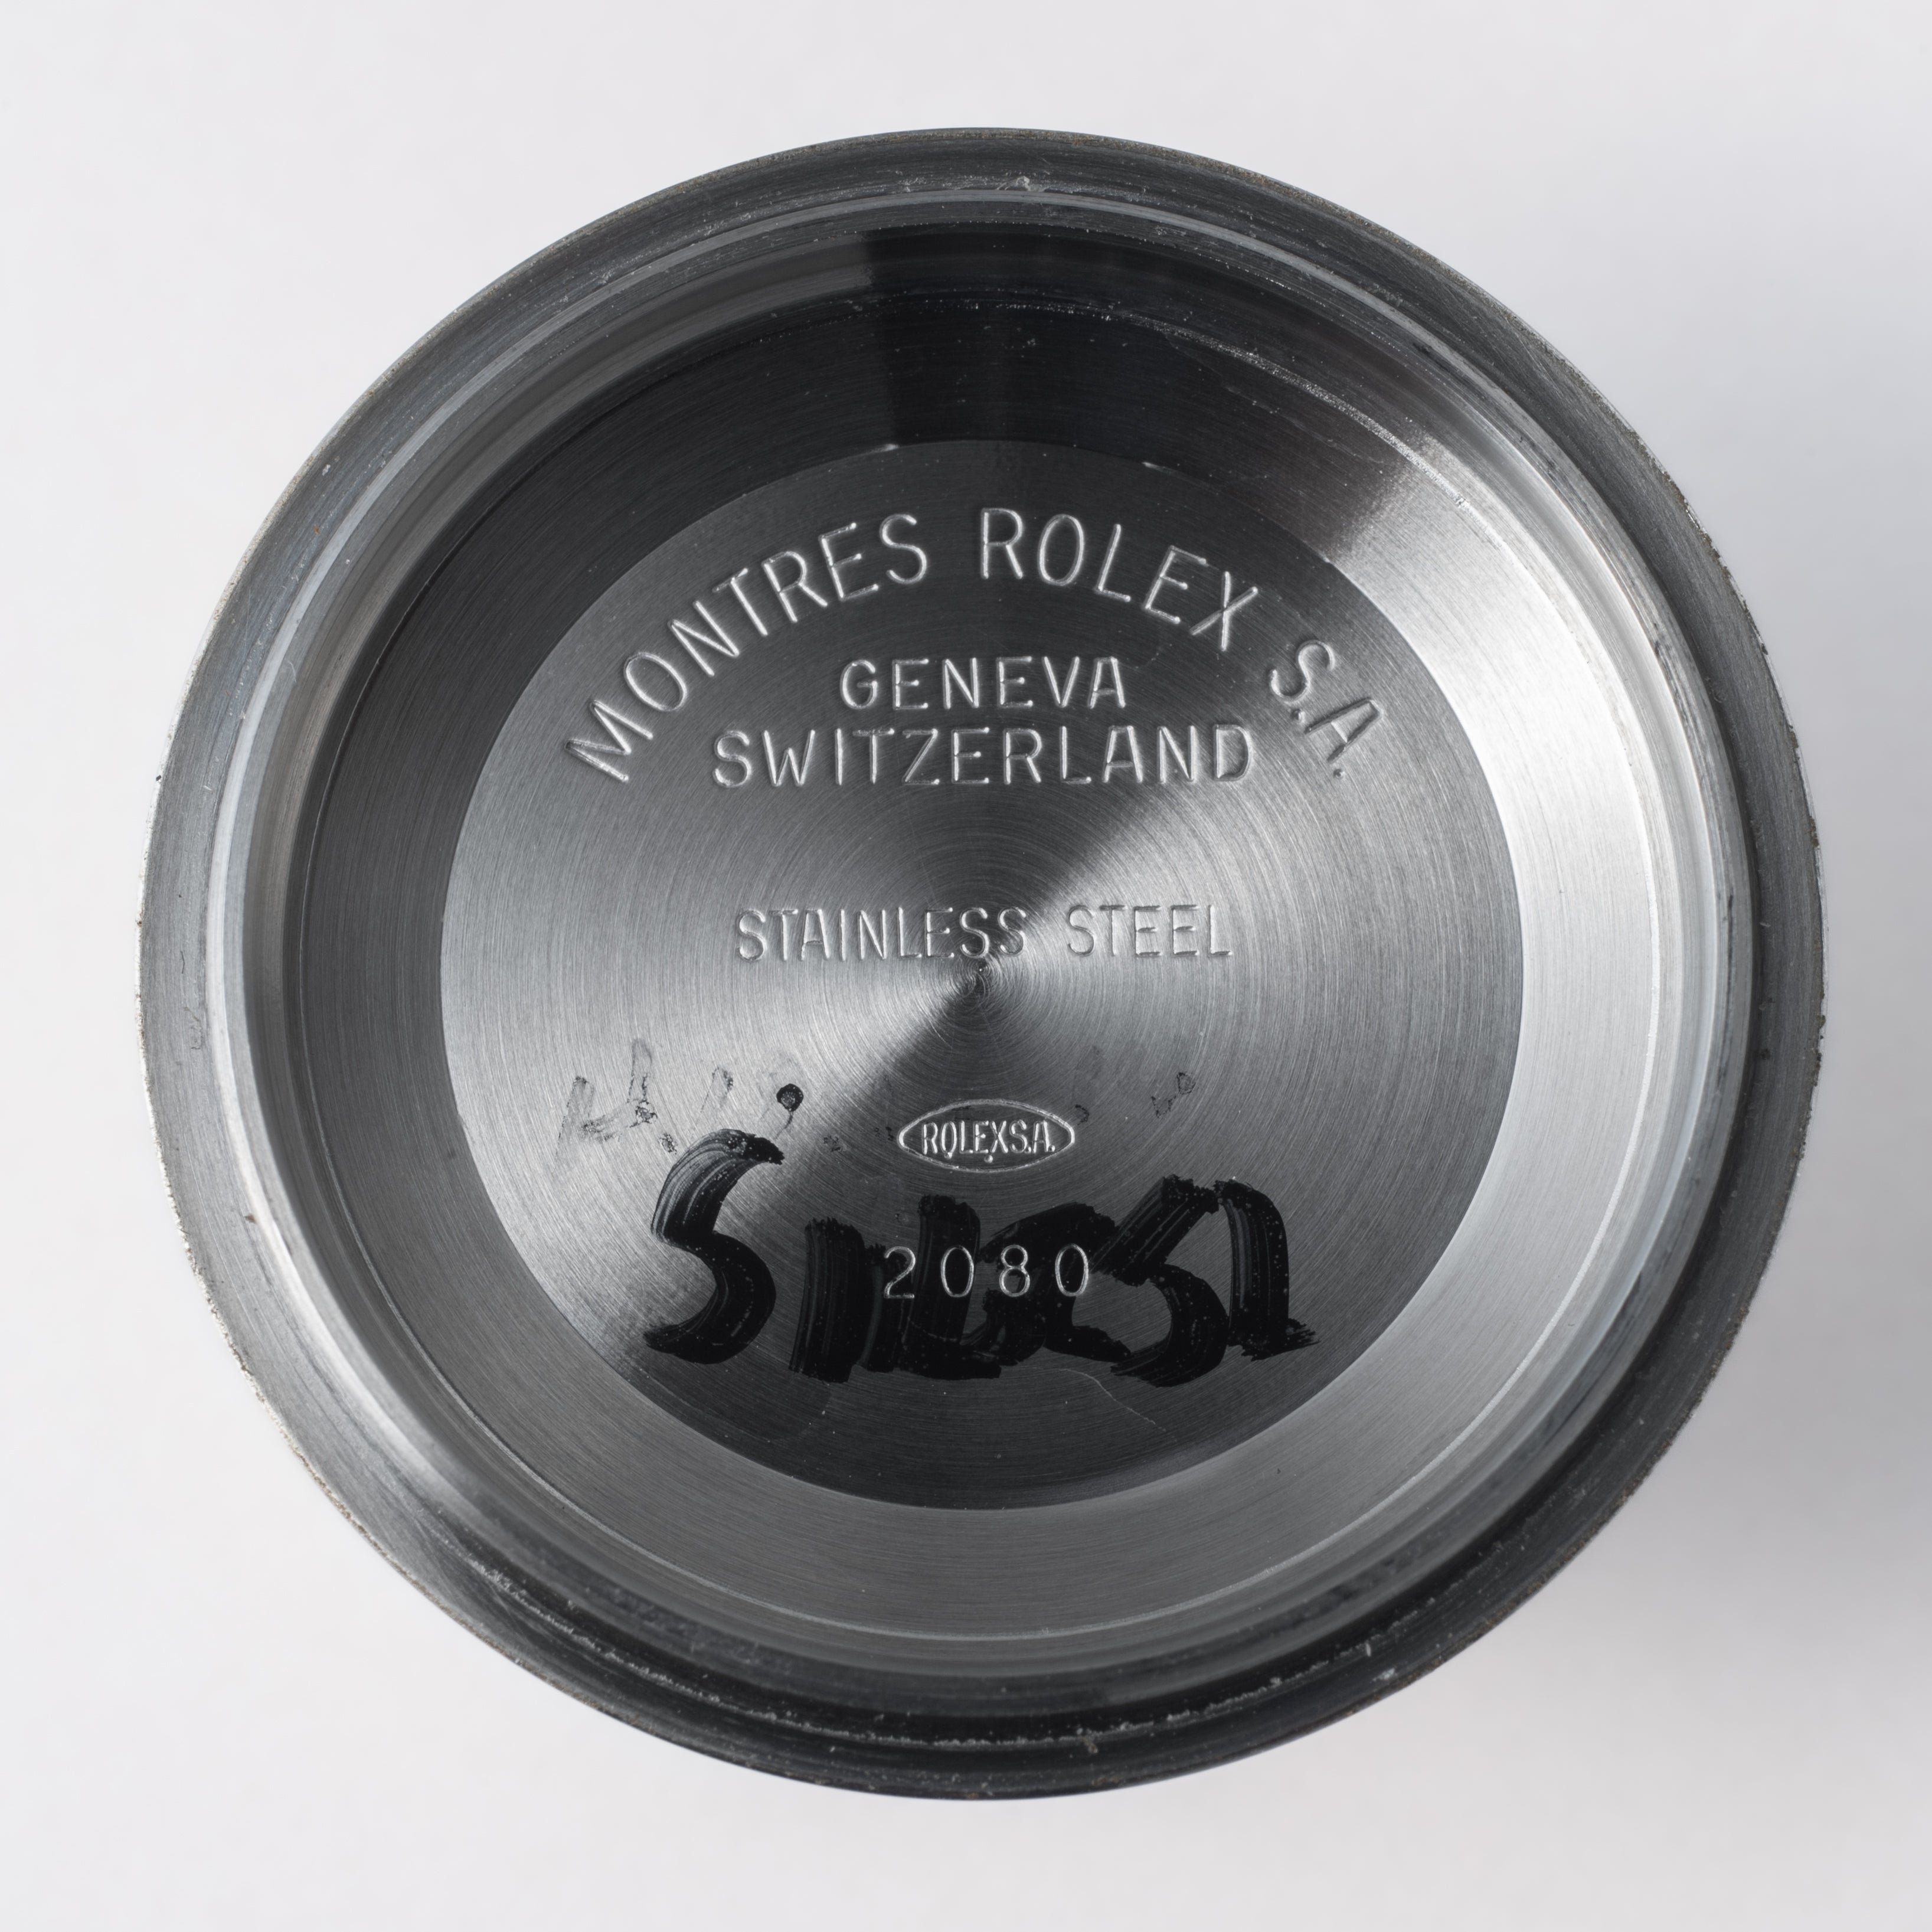 MONTRES ROLEX S.A.
GENEVA
SWITZERLAND
STAINLESS STEEL
ROLEX S.A.
2080